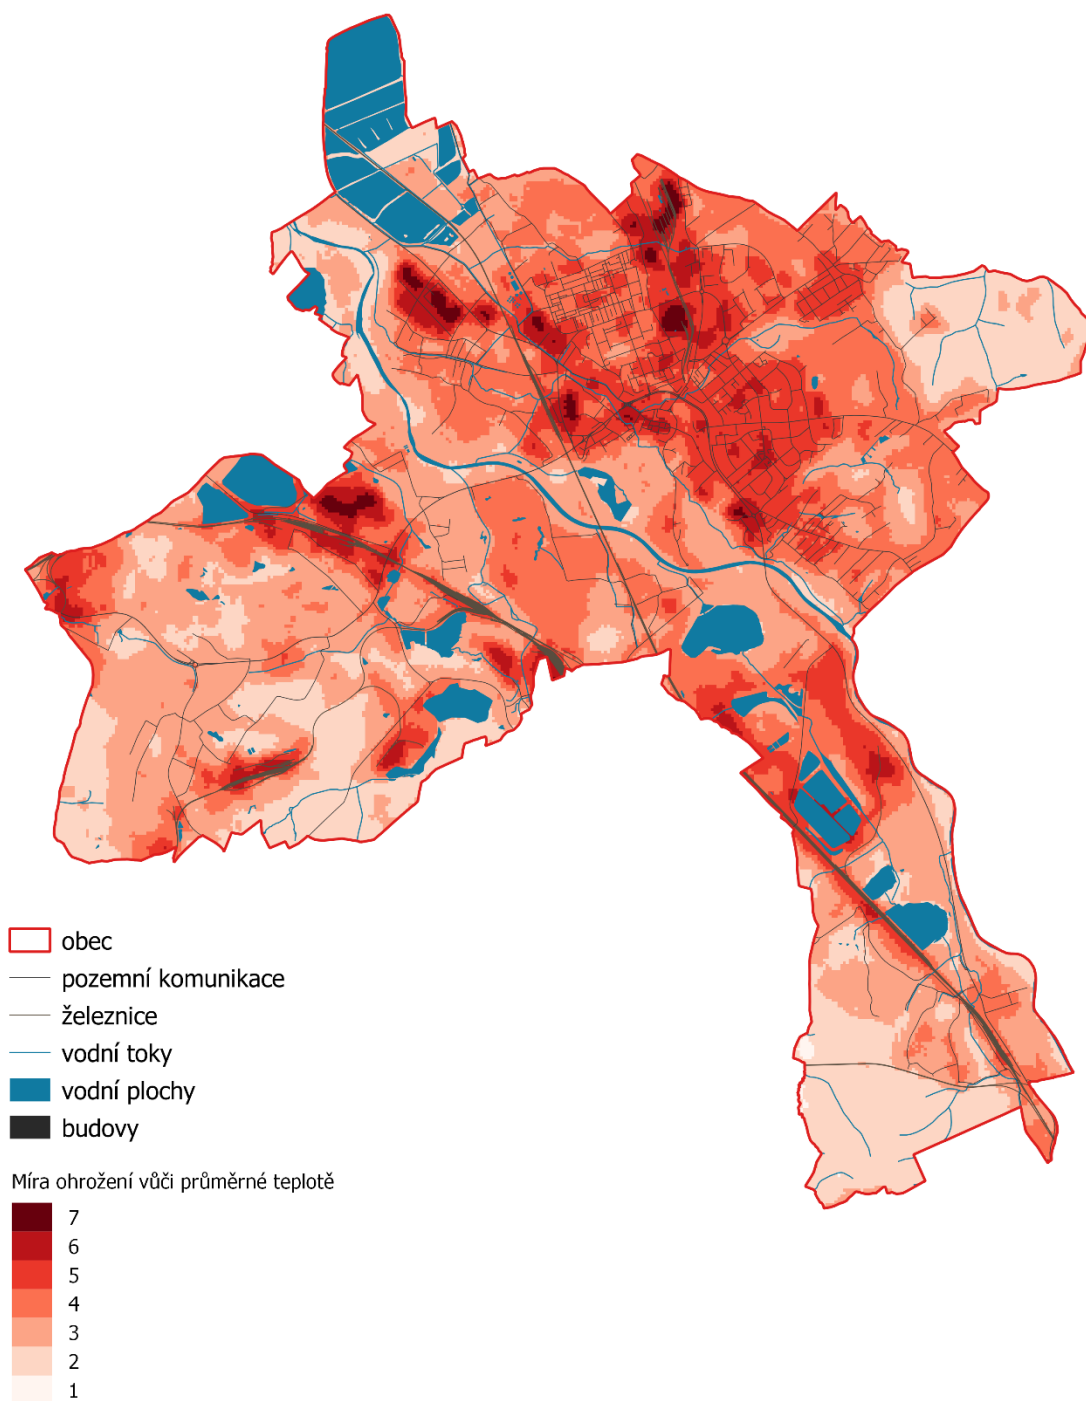 obec
pozemní komunikace
železnice
vodní toky
vodní plochy
budovy
Míra ohrožení vůči průměrné teplotě
7
6
5
4
3
2
1